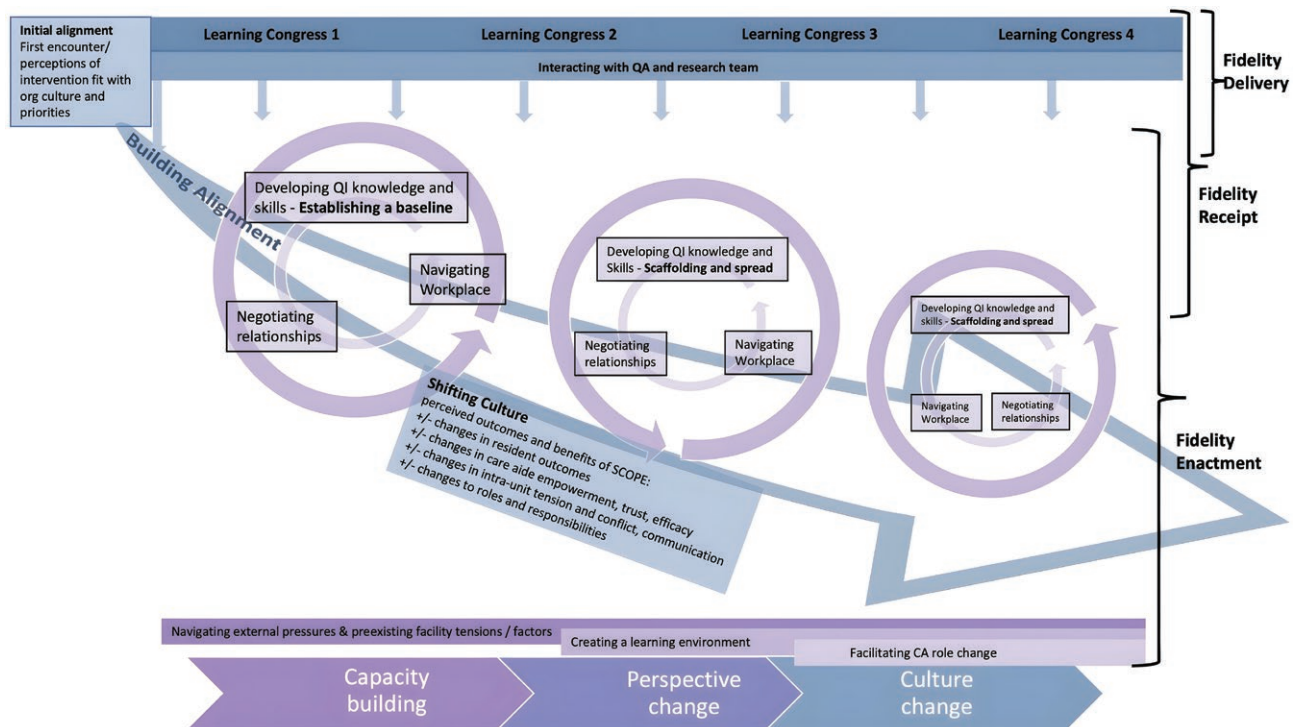 Initial alignment
First encounter/
perceptions of
intervention fit with
org culture and
priorities
Learning Congress 1
Learning Congress 2
Learning Congress 3
Learning Congress 4
Interacting with QA and research team
Fidelity
Delivery
Fidelity
Receipt
Fidelity
Enactment
Building Alignment
Developing QI knowledge and
skills - Establishing a baseline
Navigating
Workplace
Negotiating
relationships
Developing QI knowledge and
Skills - Scaffolding and spread
Negotiating
relationships
Navigating
Workplace
Developing QI knowledge and
skills - Scaffolding and spread
Navigating
Workplace
Negotiating
relationships
Shifting Culture
perceived outcomes and benefits of SCOPE:
+/- changes in resident outcomes
+/- changes in care aide empowerment, trust, efficacy
+/- changes in intra-unit tension and conflict, communication
+/- changes to roles and responsibilities
Navigating external pressures & preexisting facility tensions / factors
Creating a learning environment
Facilitating CA role change
Capacity
building
Perspective
change
Culture
change